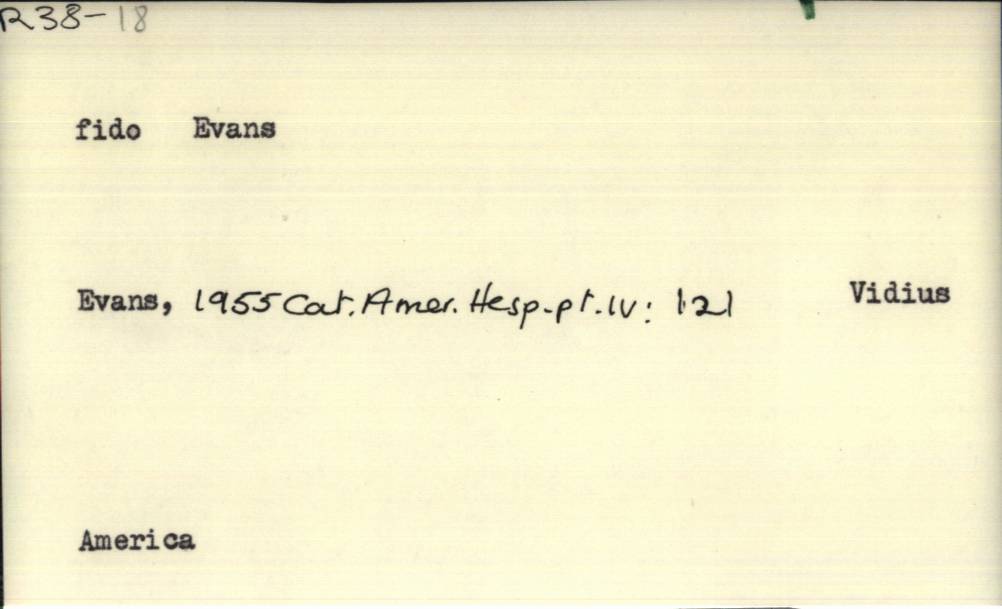 R38-18
fido Evans
Evans, 1955 Cat. Amer. Hesp. pt. IV: 121 Vidius
America